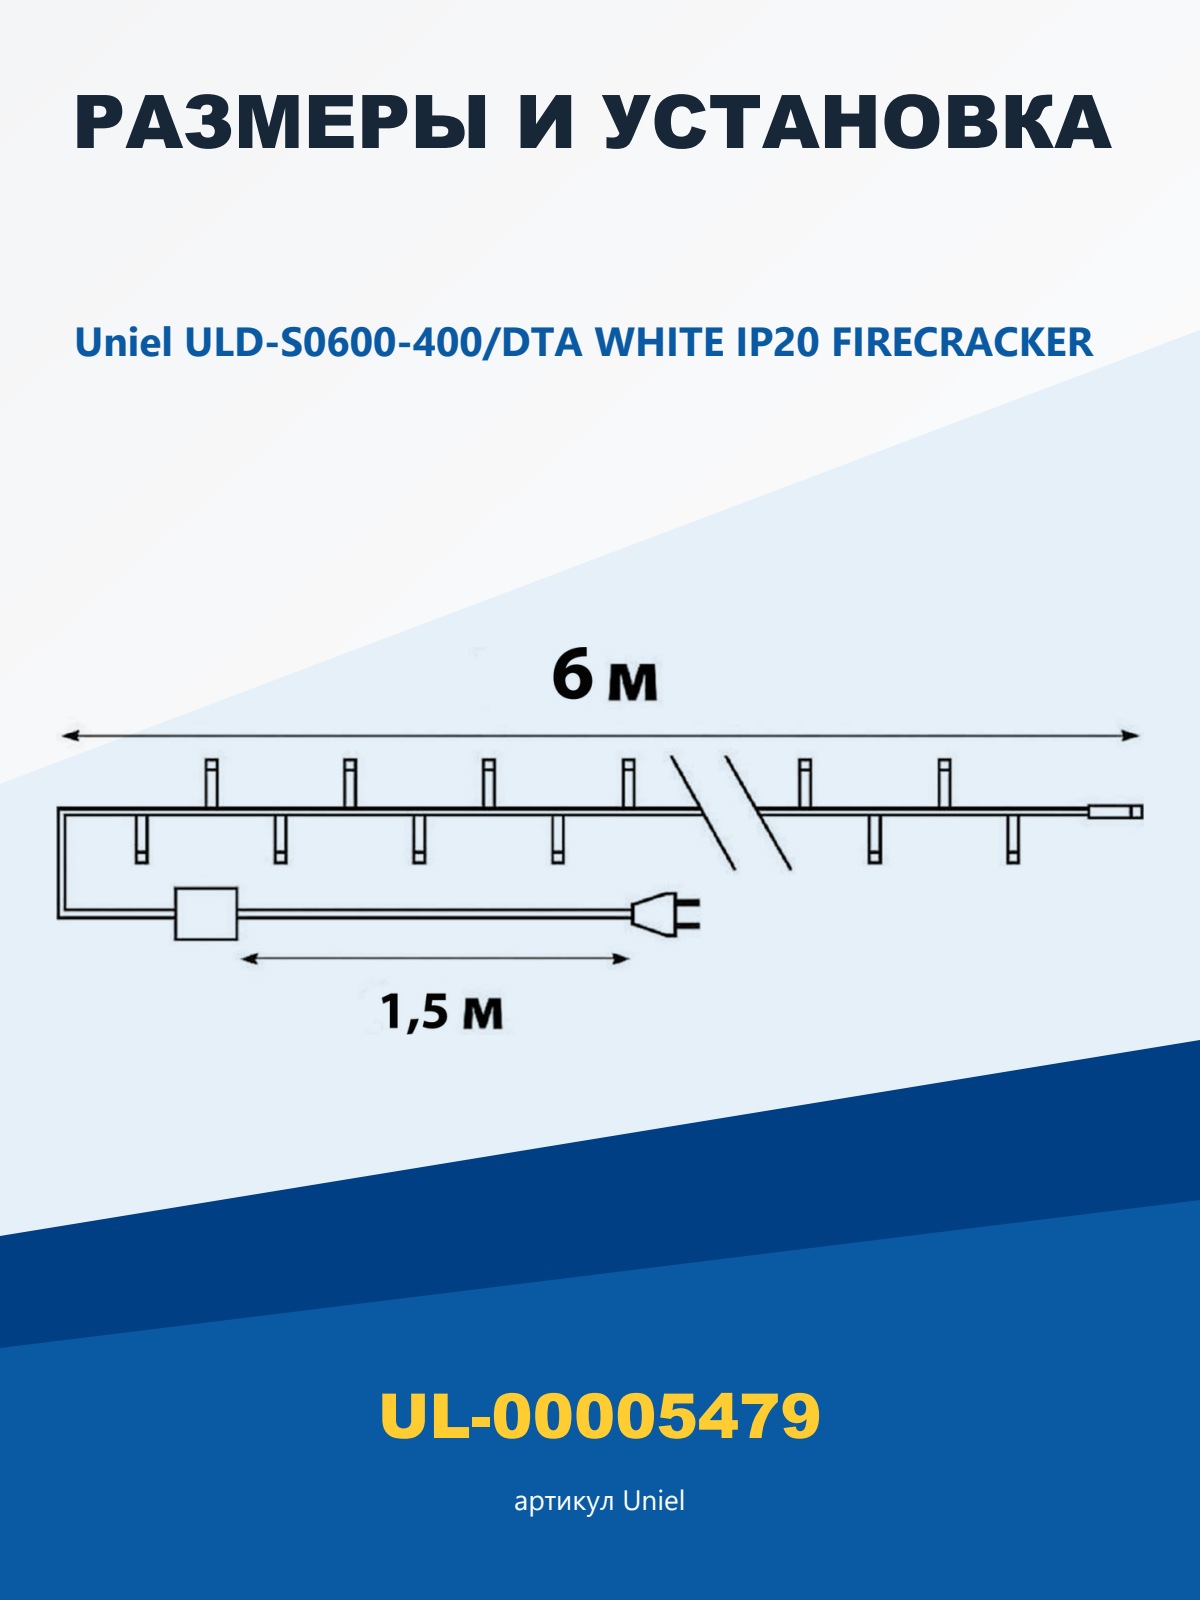 РАЗМЕРЫ И УСТАНОВКА
Uniel ULD-S0600-400/DTA WHITE IP20 FIRECRACKER
6 м
1,5 м
UL-00005479
артикул Uniel